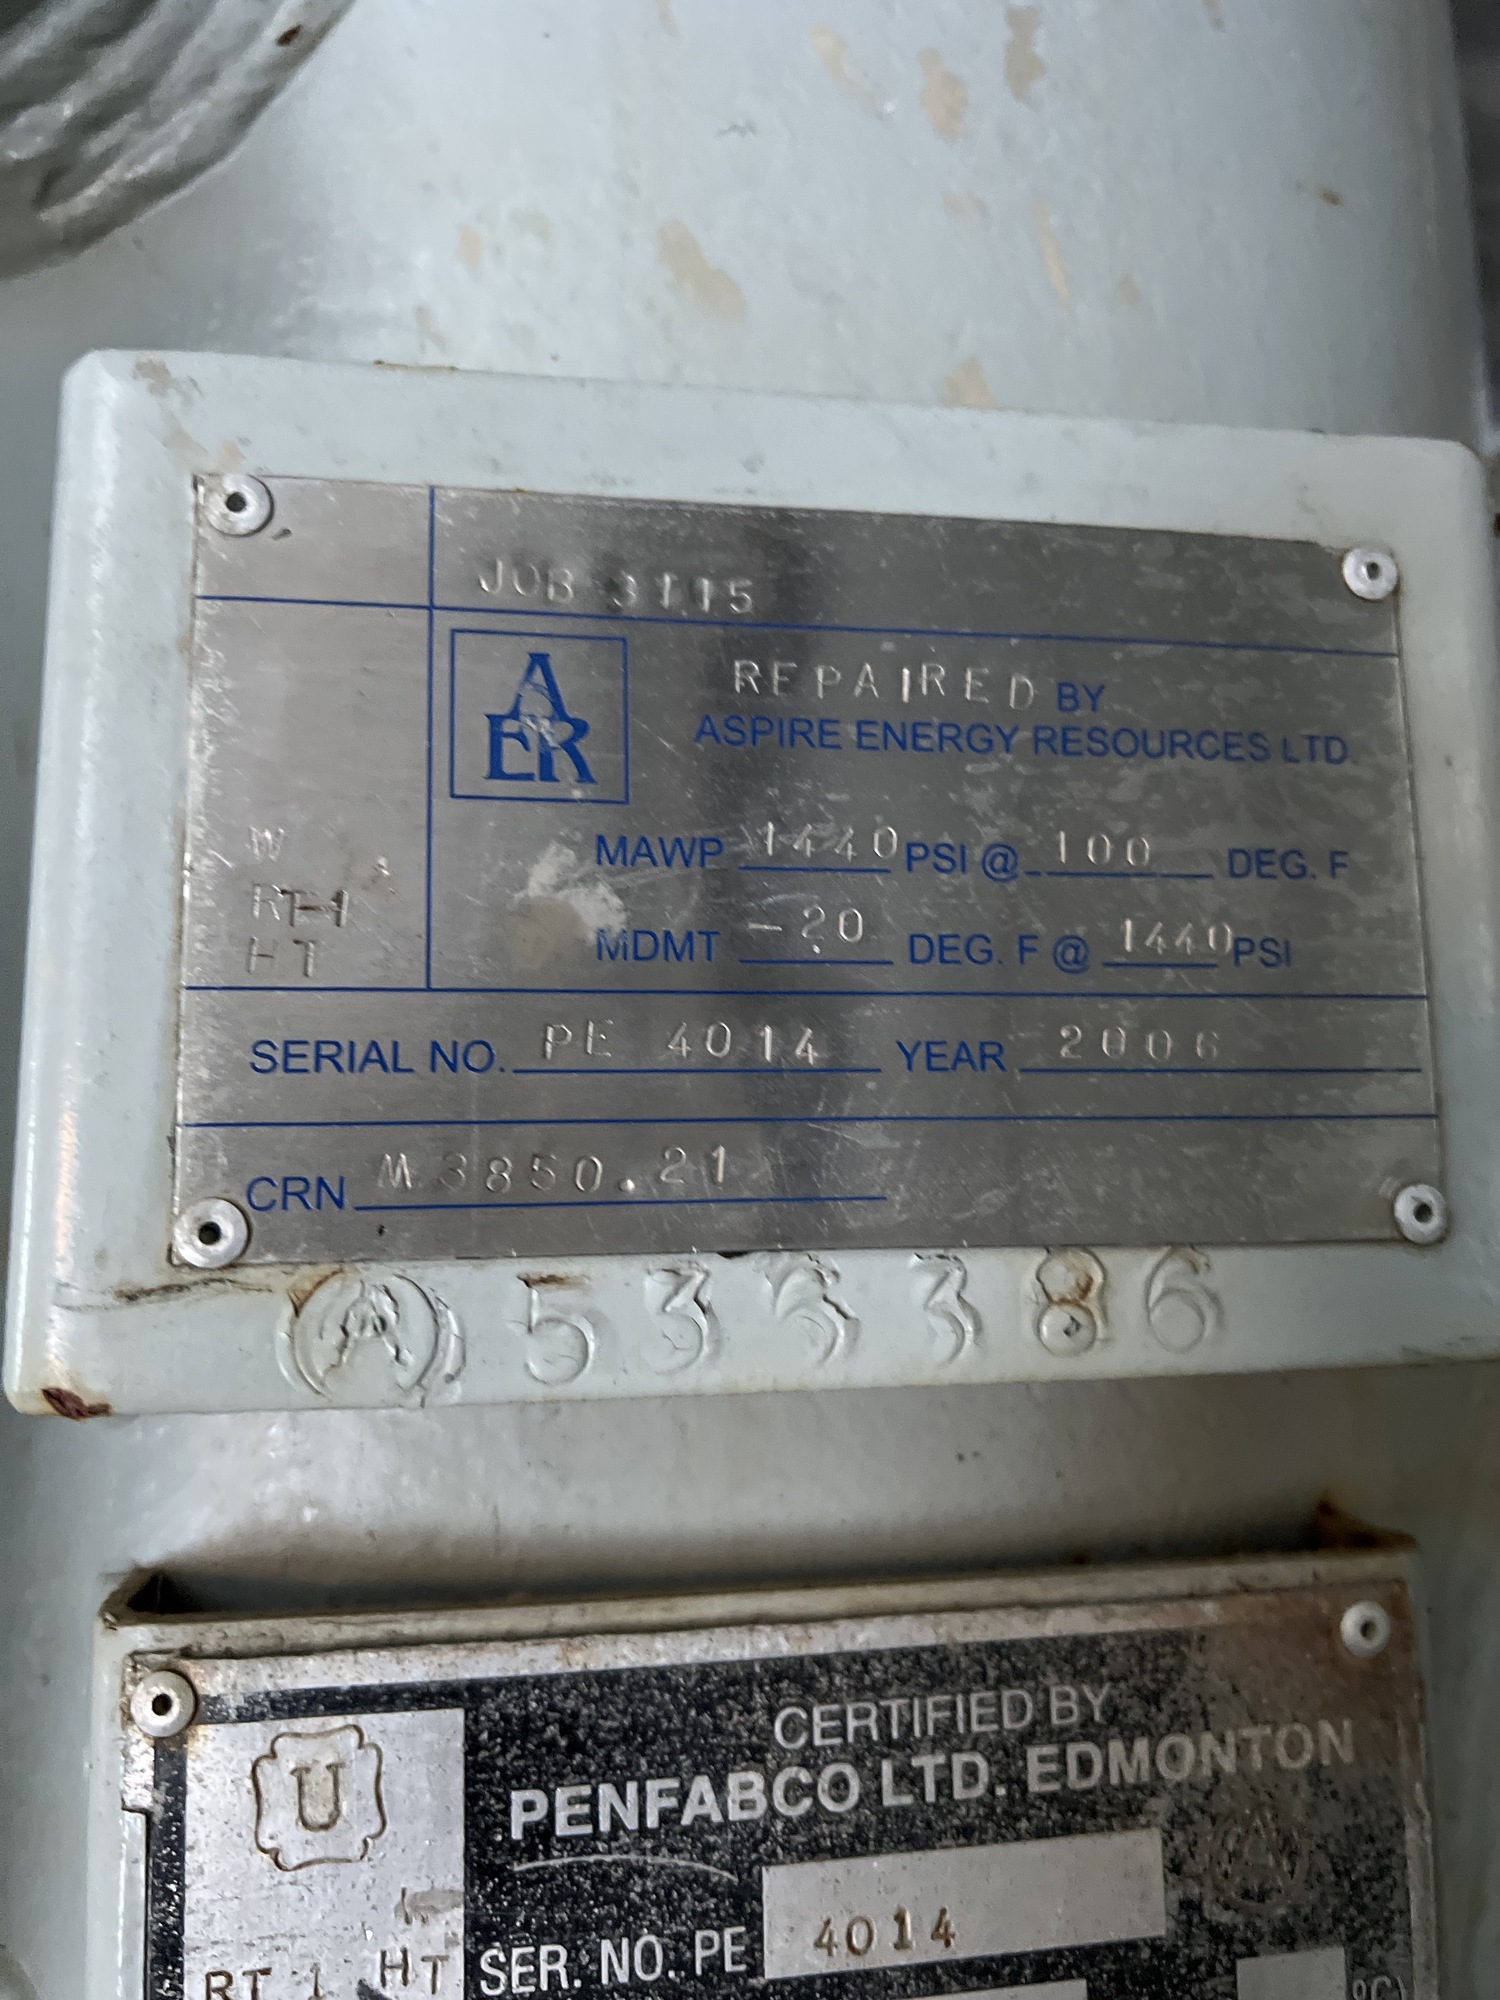 JOB 3115
A
ER
REPAIRED BY
ASPIRE ENERGY RESOURCES LTD.
MAWP 1440 PSI @ 100 DEG. F
MDMT -20 DEG. F @ 1440 PSI
W
RT-1
HT
SERIAL NO. PE 4014 YEAR 2006
CRN M3850.21
A 533386
U
CERTIFIED BY
PENFABCO LTD. EDMONTON
RT 1 HT
SER. NO. PE 4014
°C)